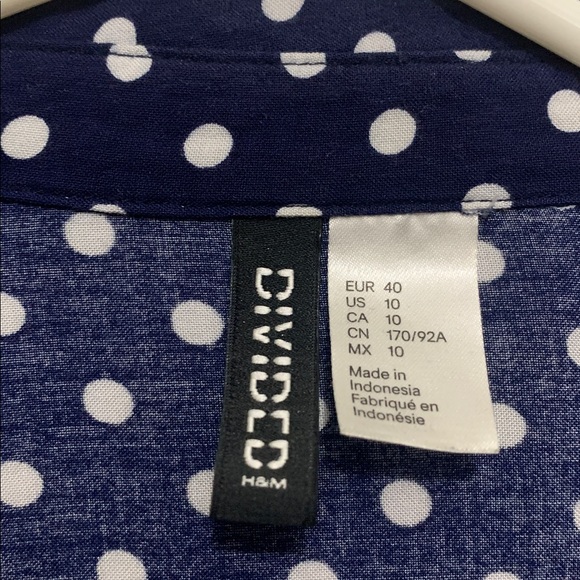 DIVIDED
H&M
EUR 40
US 10
CA 10
CN 170/92A
MX 10
Made in
Indonesia
Fabriqué en
Indonésie